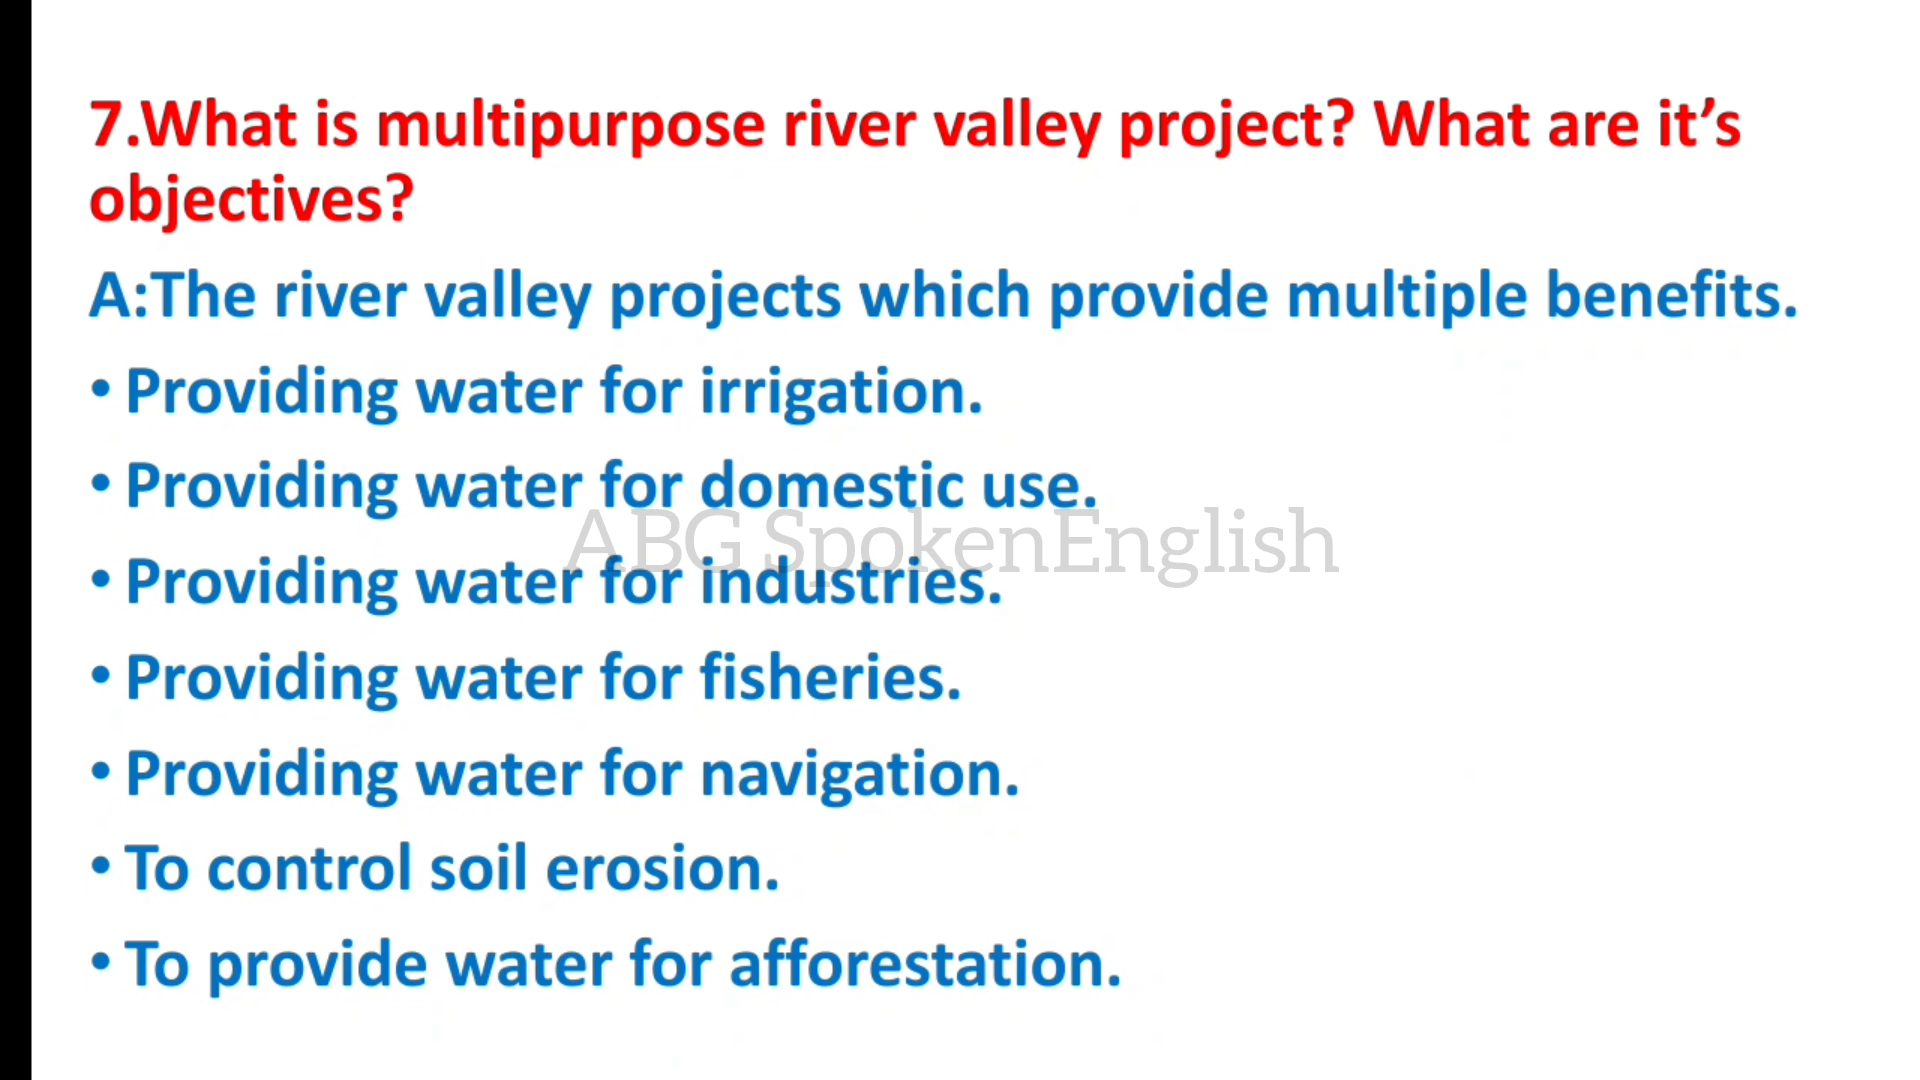 7.What is multipurpose river valley project? What are it’s
objectives?
A:The river valley projects which provide multiple benefits.
• Providing water for irrigation.
• Providing water for domestic use.
ABG SpokenEnglish
• Providing water for industries.
• Providing water for fisheries.
• Providing water for navigation.
• To control soil erosion.
• To provide water for afforestation.